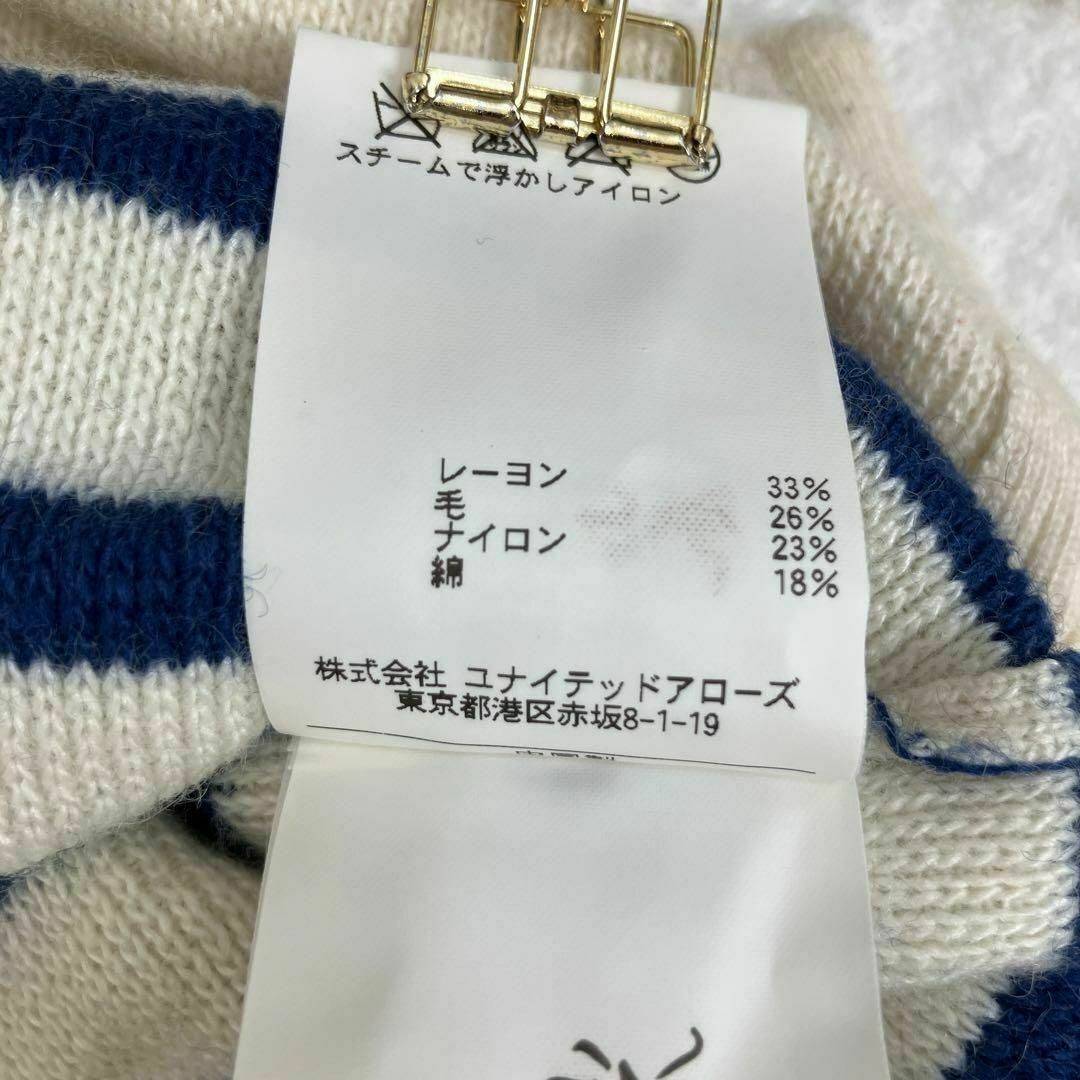 スチームで浮かしアイロン
レーヨン 33%
毛 26%
ナイロン 23%
綿 18%
株式会社 ユナイテッドアローズ
東京都港区赤坂8-1-19